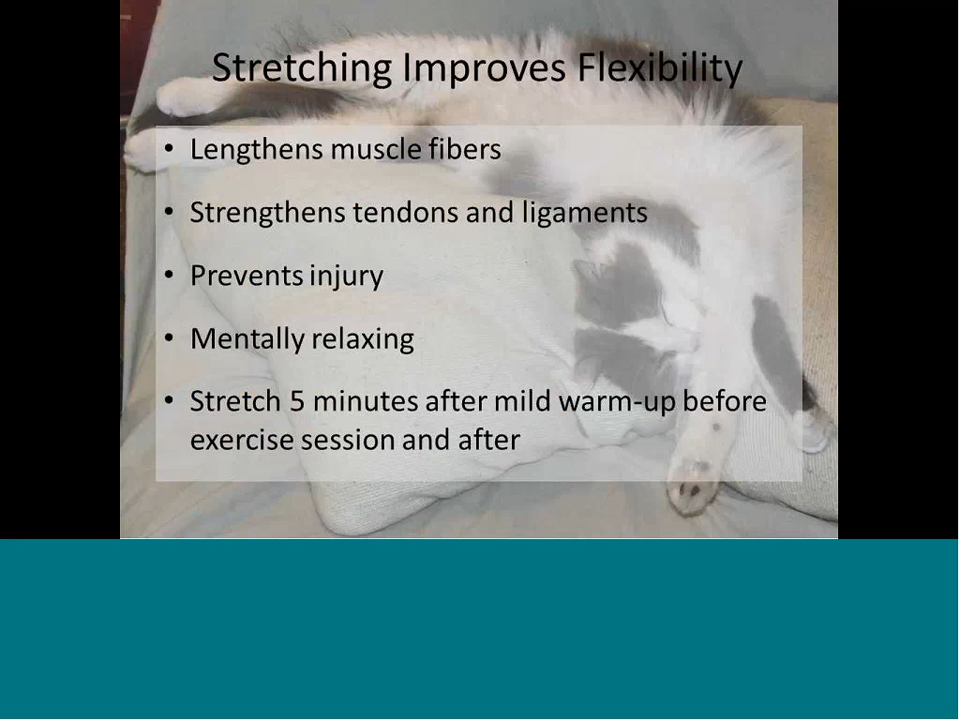 Stretching Improves Flexibility
• Lengthens muscle fibers
• Strengthens tendons and ligaments
• Prevents injury
• Mentally relaxing
• Stretch 5 minutes after mild warm-up before
exercise session and after